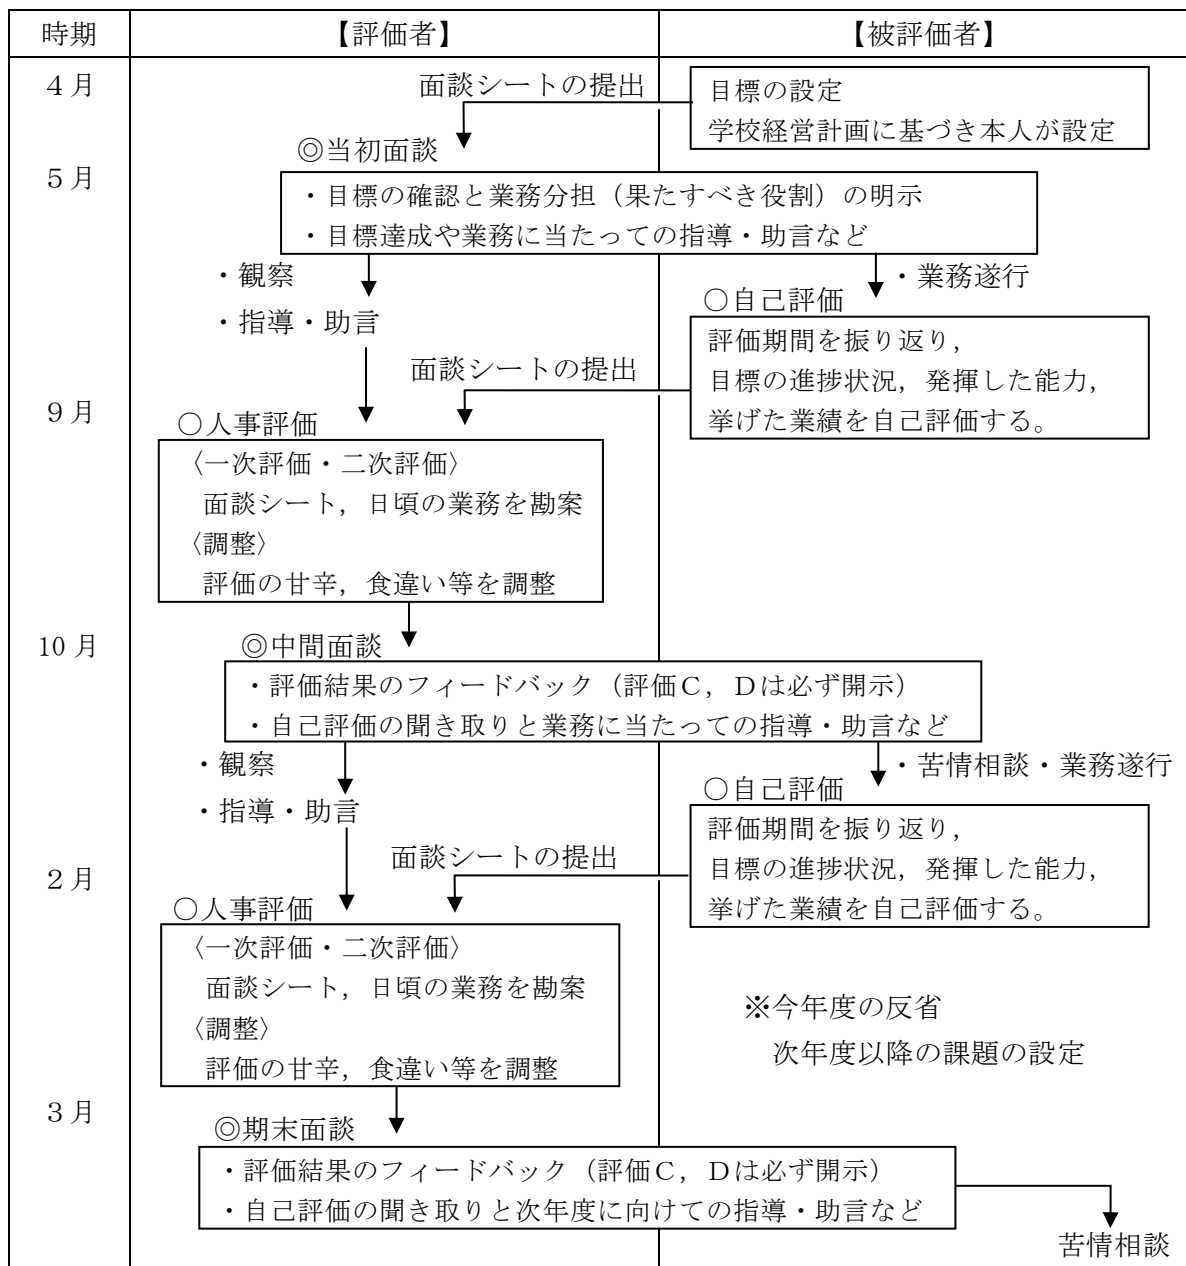 時期
【評価者】
【被評価者】
４月
面談シートの提出
目標の設定
学校経営計画に基づき本人が設定
◎当初面談
５月
・目標の確認と業務分担（果たすべき役割）の明示
・目標達成や業務に当たっての指導・助言など
・観察
・指導・助言
・業務遂行
○自己評価
評価期間を振り返り，
目標の進捗状況，発揮した能力，
挙げた業績を自己評価する。
面談シートの提出
９月
○人事評価
〈一次評価・二次評価〉
面談シート，日頃の業務を勘案
〈調整〉
評価の甘辛，食違い等を調整
10月
◎中間面談
・評価結果のフィードバック（評価Ｃ，Ｄは必ず開示）
・自己評価の聞き取りと業務に当たっての指導・助言など
・観察
・指導・助言
・苦情相談・業務遂行
○自己評価
評価期間を振り返り，
目標の進捗状況，発揮した能力，
挙げた業績を自己評価する。
面談シートの提出
２月
○人事評価
〈一次評価・二次評価〉
面談シート，日頃の業務を勘案
〈調整〉
評価の甘辛，食違い等を調整
※今年度の反省
次年度以降の課題の設定
３月
◎期末面談
・評価結果のフィードバック（評価Ｃ，Ｄは必ず開示）
・自己評価の聞き取りと次年度に向けての指導・助言など
苦情相談